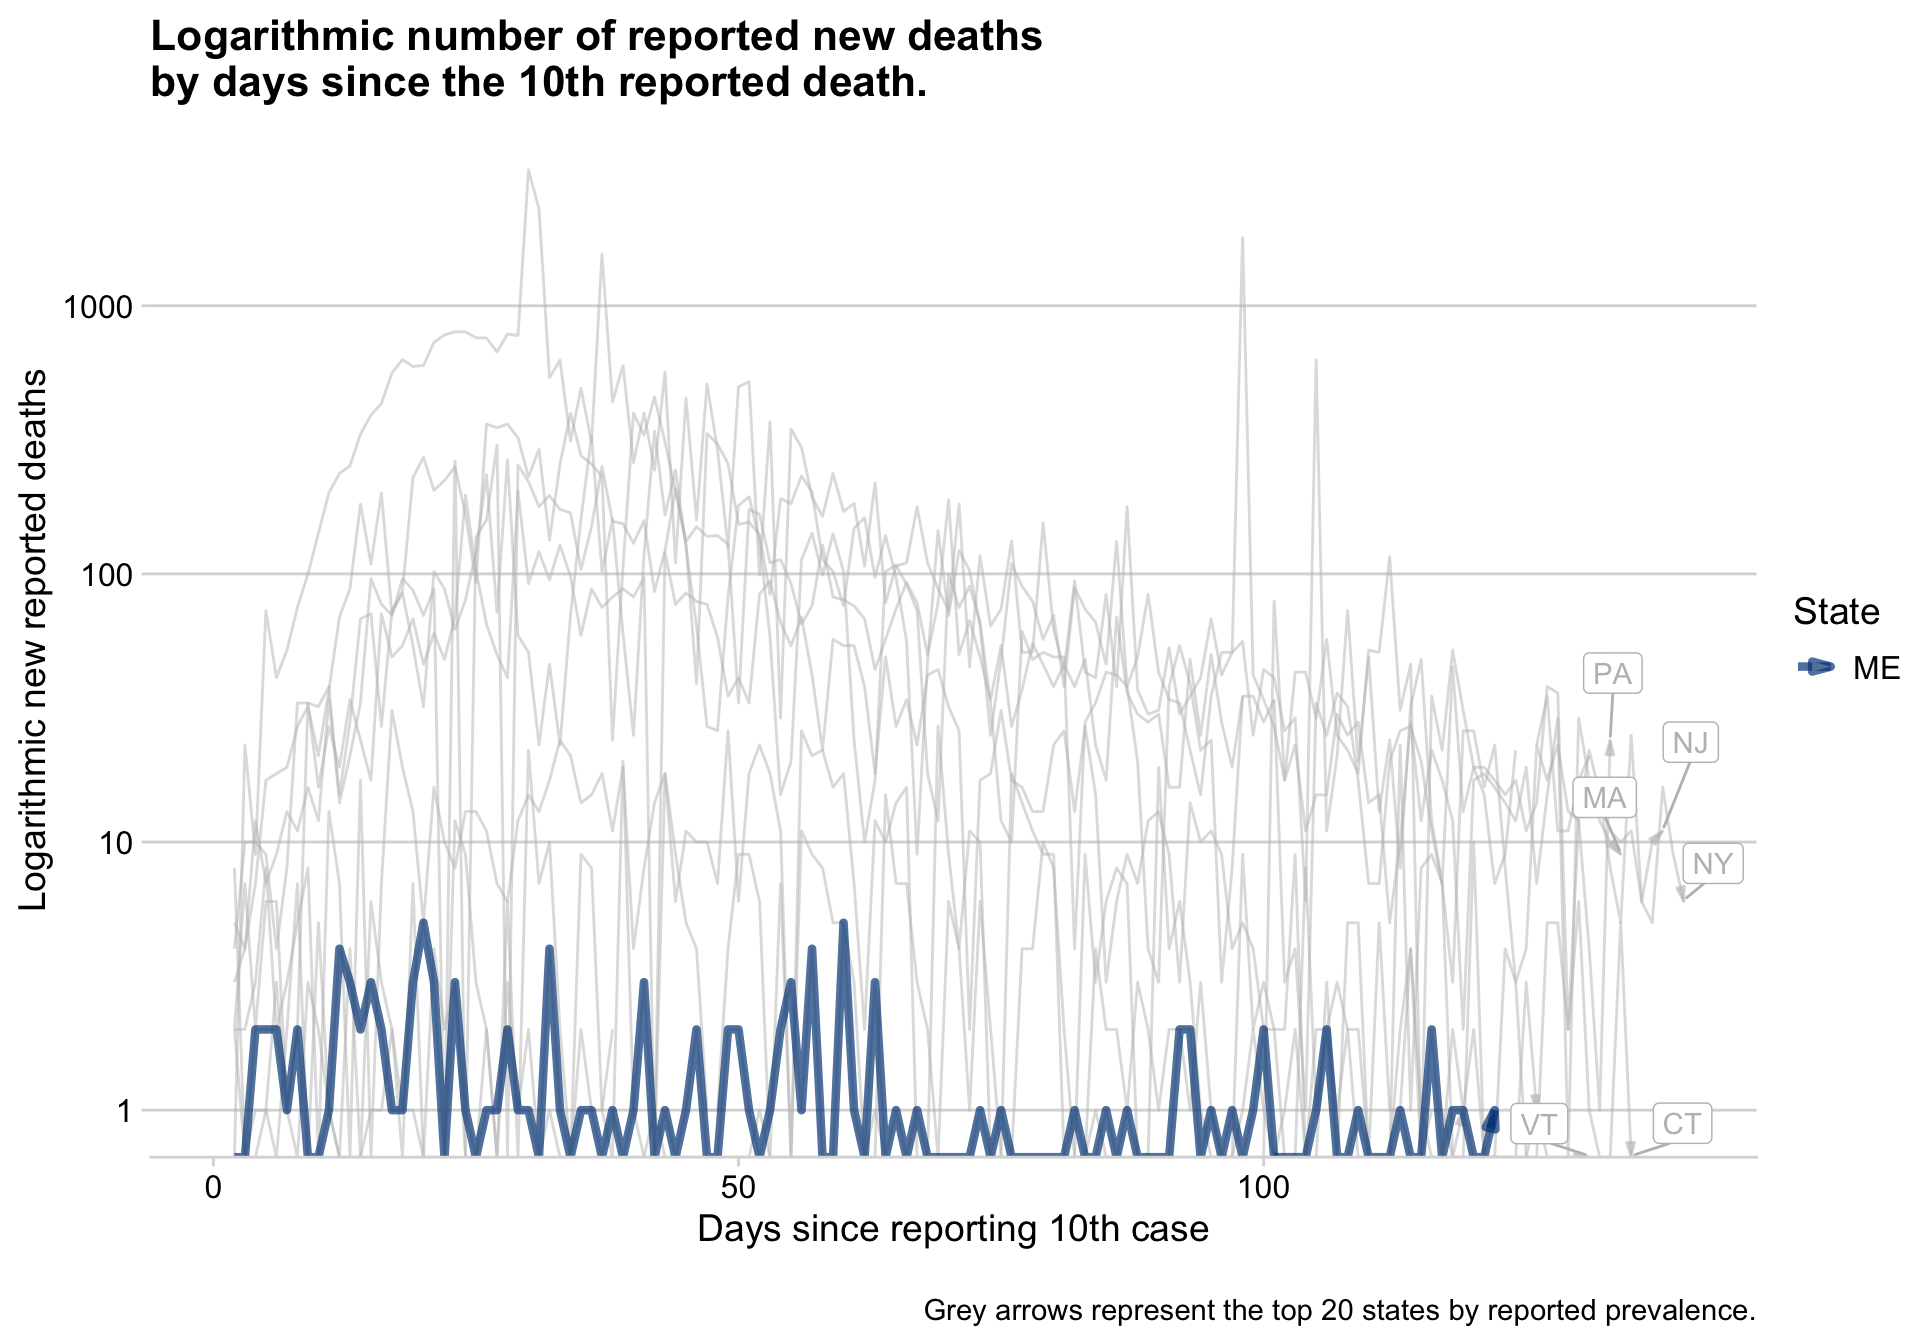 Logarithmic number of reported new deaths
by days since the 10th reported death.
Logarithmic new reported deaths
1000
100
10
1
0
50
100
Days since reporting 10th case
PA
NJ
MA
NY
VT
CT
State
ME
Grey arrows represent the top 20 states by reported prevalence.